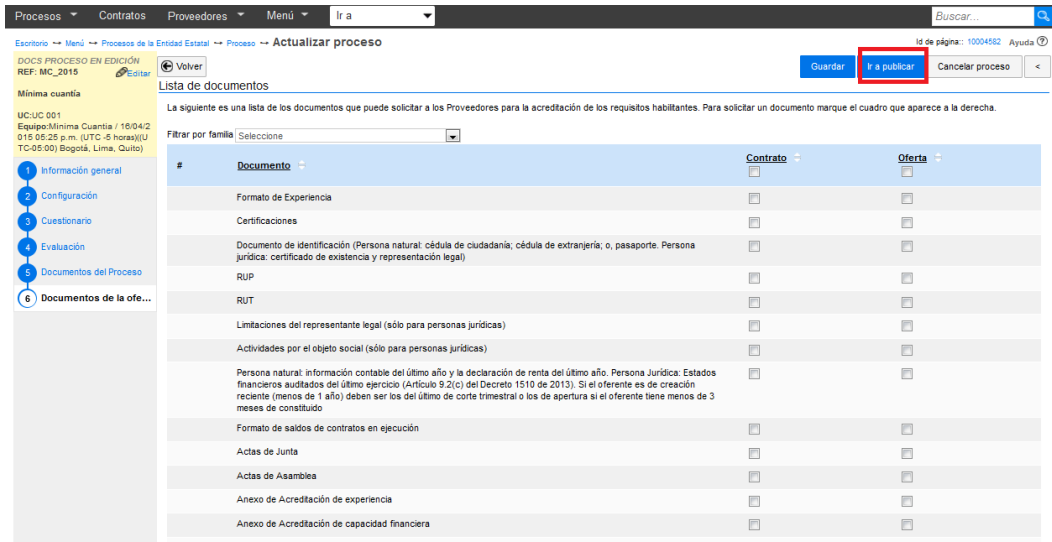 Procesos Contratos Proveedores Menú Ir a Buscar...
Escritorio → Menú → Procesos de la Entidad Estatal → Proceso → Actualizar proceso Id de página:: 10004582 Ayuda ?
DOCS PROCESO EN EDICIÓN
REF: MC_2015 Editar
Mínima cuantía
UC:UC 001
Equipo:Minima Cuantia / 16/04/2
015 05:25 p.m. (UTC -5 horas)((U
TC-05:00) Bogotá, Lima, Quito)
1 Información general
2 Configuración
3 Cuestionario
4 Evaluación
5 Documentos del Proceso
6 Documentos de la ofe...
Volver Guardar Ir a publicar Cancelar proceso <
Lista de documentos
La siguiente es una lista de los documentos que puede solicitar a los Proveedores para la acreditación de los requisitos habilitantes. Para solicitar un documento marque el cuadro que aparece a la derecha.
Filtrar por familia Seleccione
# Documento Contrato Oferta
Formato de Experiencia
Certificaciones
Documento de identificación (Persona natural: cédula de ciudadanía; cédula de extranjería; o, pasaporte. Persona
jurídica: certificado de existencia y representación legal)
RUP
RUT
Limitaciones del representante legal (sólo para personas jurídicas)
Actividades por el objeto social (sólo para personas jurídicas)
Persona natural: información contable del último año y la declaración de renta del último año. Persona Jurídica: Estados
financieros auditados del último ejercicio (Artículo 9.2(c) del Decreto 1510 de 2013). Si el oferente es de creación
reciente (menos de 1 año) deben ser los del último de corte trimestral o los de apertura si el oferente tiene menos de 3
meses de constituido
Formato de saldos de contratos en ejecución
Actas de Junta
Actas de Asamblea
Anexo de Acreditación de experiencia
Anexo de Acreditación de capacidad financiera